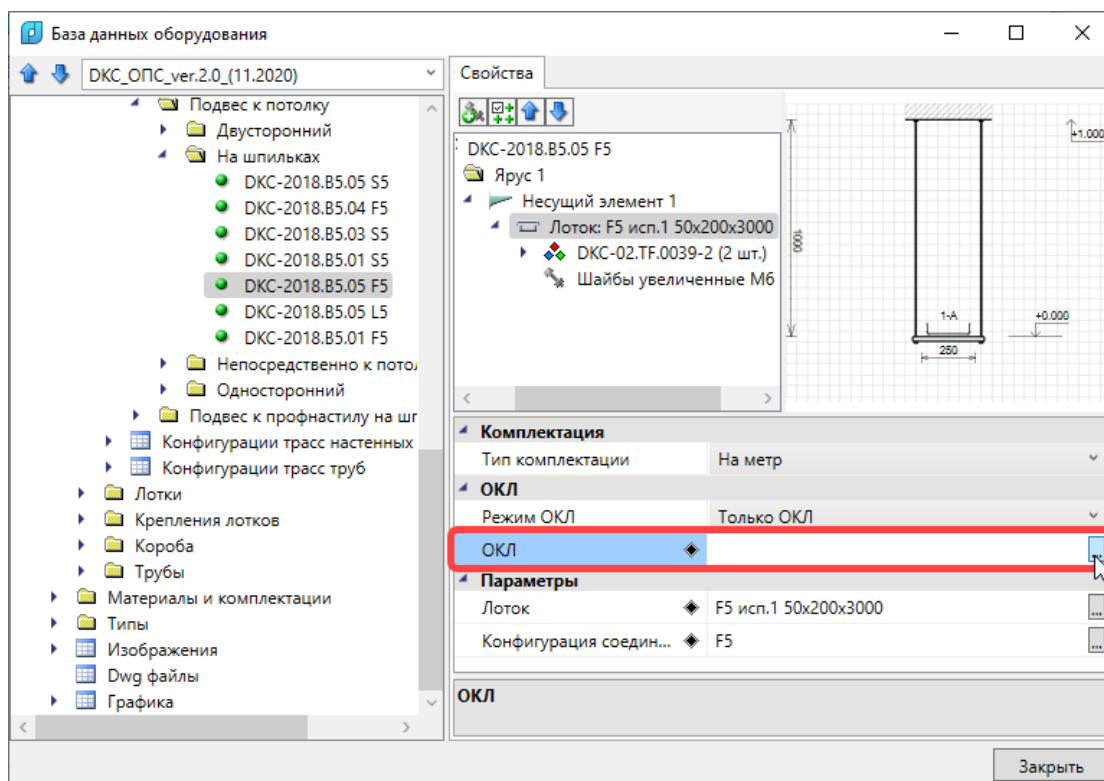 База данных оборудования
DКС_ОПС_ver.2.0_(11.2020)
Подвес к потолку
Двусторонний
На шпильках
DKC-2018.B5.05 S5
DKC-2018.B5.04 F5
DKC-2018.B5.03 S5
DKC-2018.B5.01 S5
DKC-2018.B5.05 F5
DKC-2018.B5.05 L5
DKC-2018.B5.01 F5
Непосредственно к пото
Односторонний
Подвес к профнастилу на шг
Конфигурации трасс настенных
Конфигурации трасс труб
Лотки
Крепления лотков
Короба
Трубы
Материалы и комплектации
Типы
Изображения
Dwg файлы
Графика
Свойства
DKC-2018.B5.05 F5
Ярус 1
Несущий элемент 1
Лоток: F5 исп.1 50x200x3000
DKC-02.TF.0039-2 (2 шт.)
Шайбы увеличенные М6
+1.000
1000
1-A
+0.000
250
Комплектация
Тип комплектации На метр
ОКЛ
Режим ОКЛ Только ОКЛ
ОКЛ ...
Параметры
Лоток F5 исп.1 50x200x3000 ...
Конфигурация соедин... F5 ...
ОКЛ
Закрыть